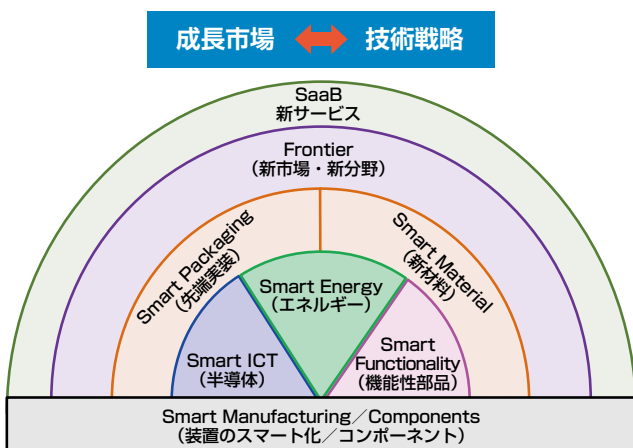 成長市場 技術戦略
SaaB
新サービス
Frontier
（新市場・新分野）
Smart Packaging
（先端実装）
Smart Material
（新材料）
Smart Energy
（エネルギー）
Smart ICT
（半導体）
Smart
Functionality
（機能性部品）
Smart Manufacturing／Components
（装置のスマート化／コンポーネント）